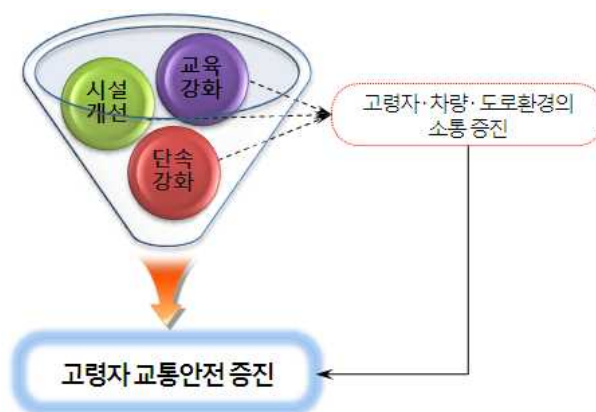 교육
강화
시설
개선
단속
강화
고령자·차량·도로환경의
소통 증진
고령자 교통안전 증진